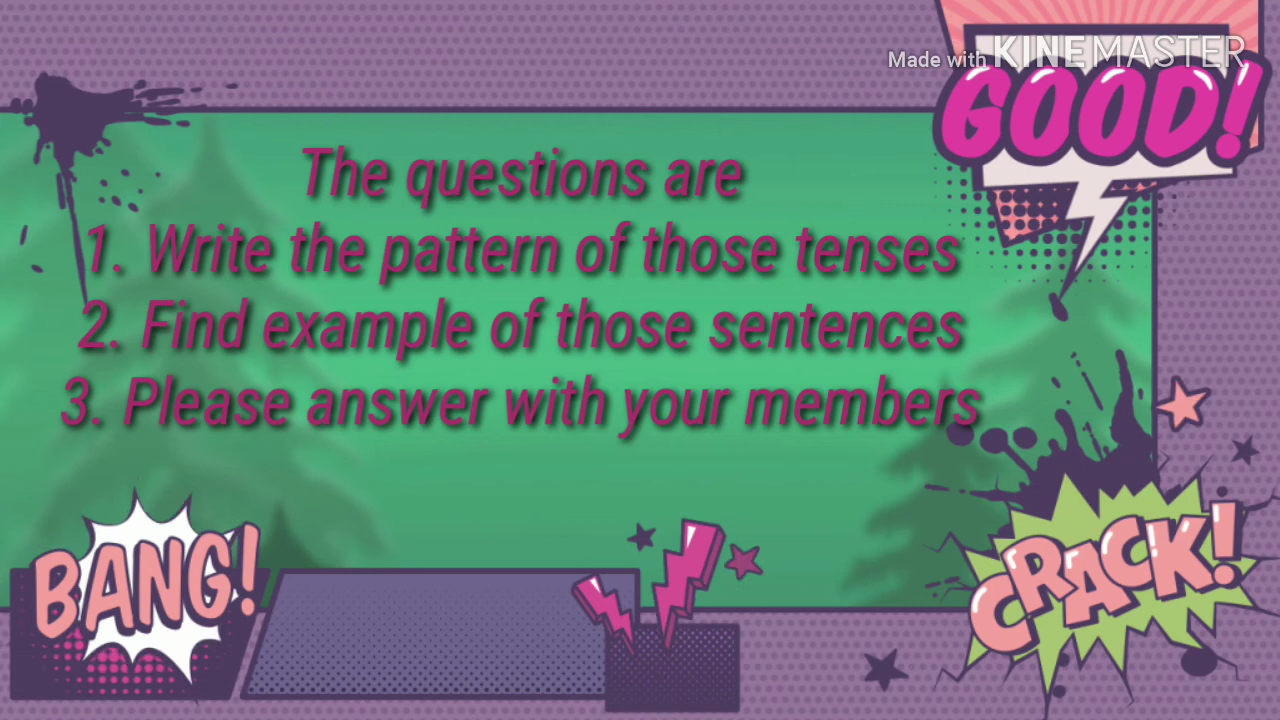 Made with KINEMASTER
GOOD!
The questions are
1. Write the pattern of those tenses
2. Find example of those sentences
3. Please answer with your members
BANG!
CRACK!